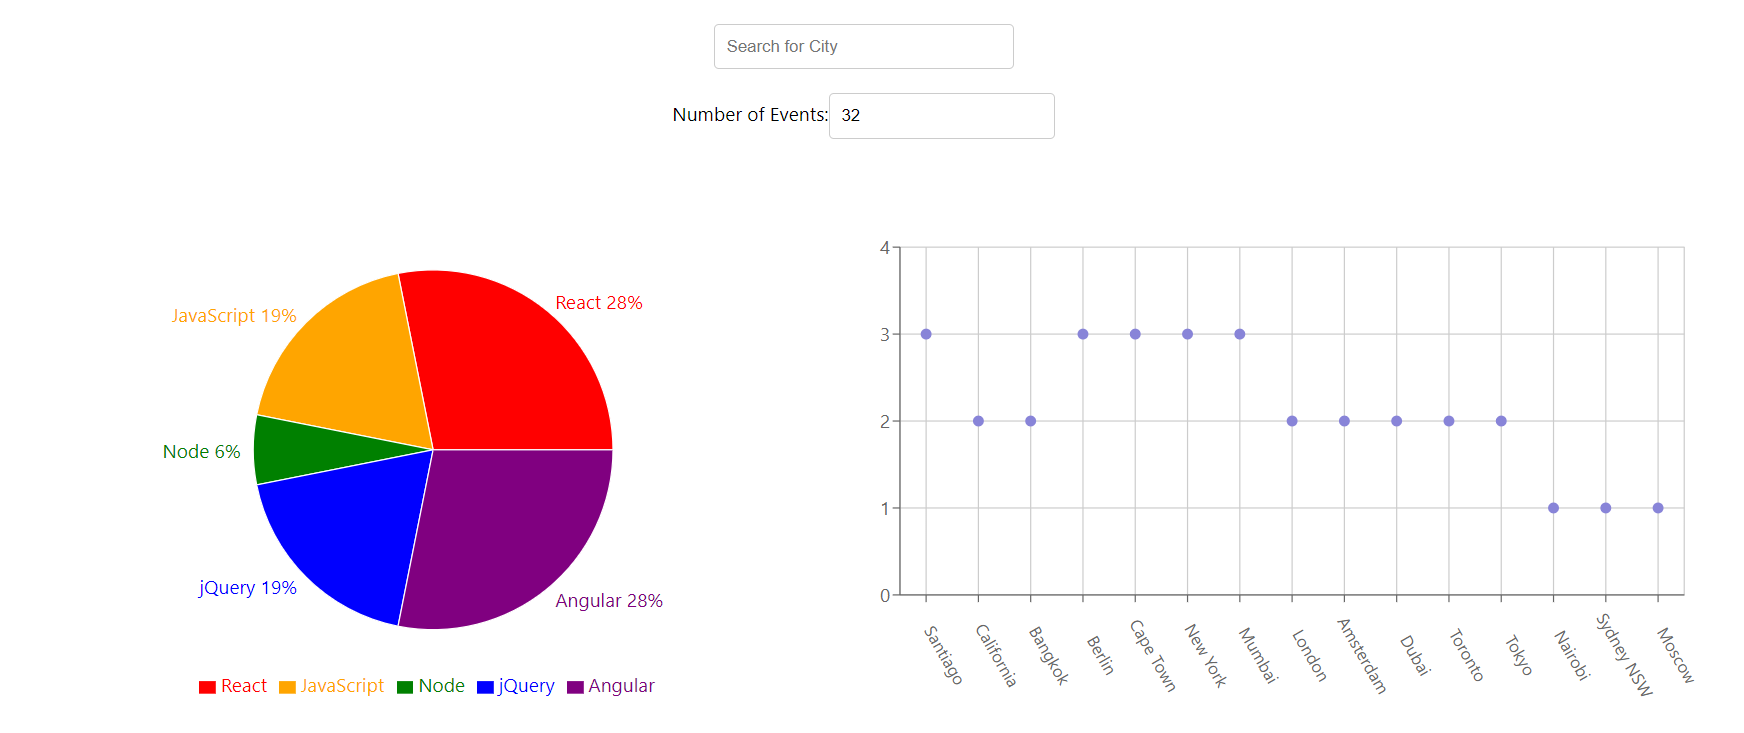 Search for City
Number of Events: 32
React 28%
JavaScript 19%
Node 6%
jQuery 19%
Angular 28%
React JavaScript Node jQuery Angular
4
3
2
1
0
Santiago
California
Bangkok
Berlin
Cape Town
New York
Mumbai
London
Amsterdam
Dubai
Toronto
Tokyo
Nairobi
Sydney NSW
Moscow